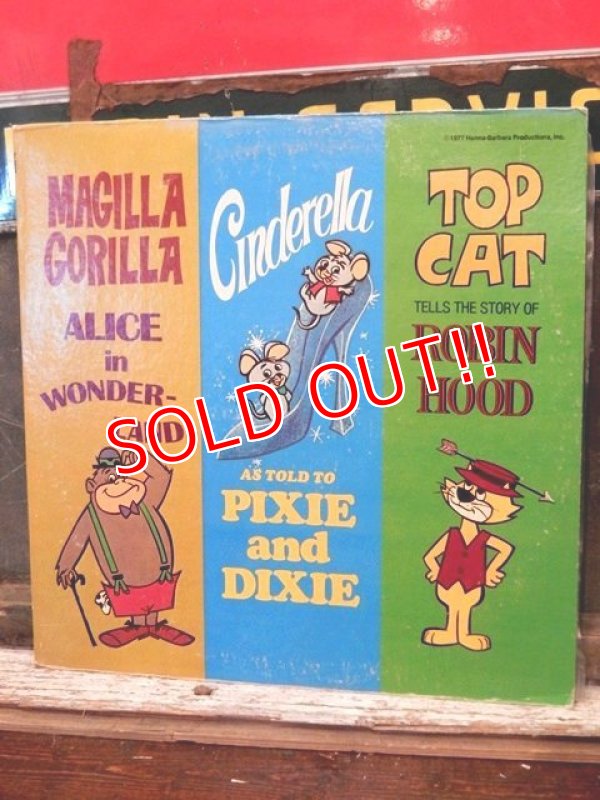 ©1977 Hanna-Barbera Productions, Inc.
MAGILLA
GORILLA
ALICE
in
WONDER-
LAND
Cinderella
AS TOLD TO
PIXIE
and
DIXIE
TOP
CAT
TELLS THE STORY OF
ROBIN
HOOD
SOLD OUT!!